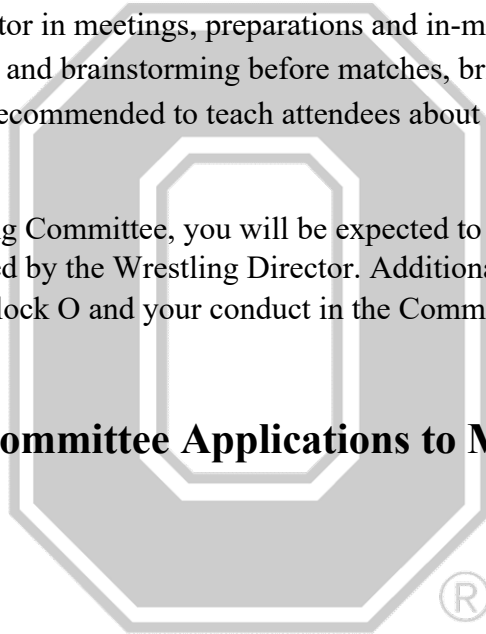 tor in meetings, preparations and in-m
and brainstorming before matches, br
ecommended to teach attendees about
g Committee, you will be expected to
ed by the Wrestling Director. Additiona
lock O and your conduct in the Comm
ommittee Applications to M
®